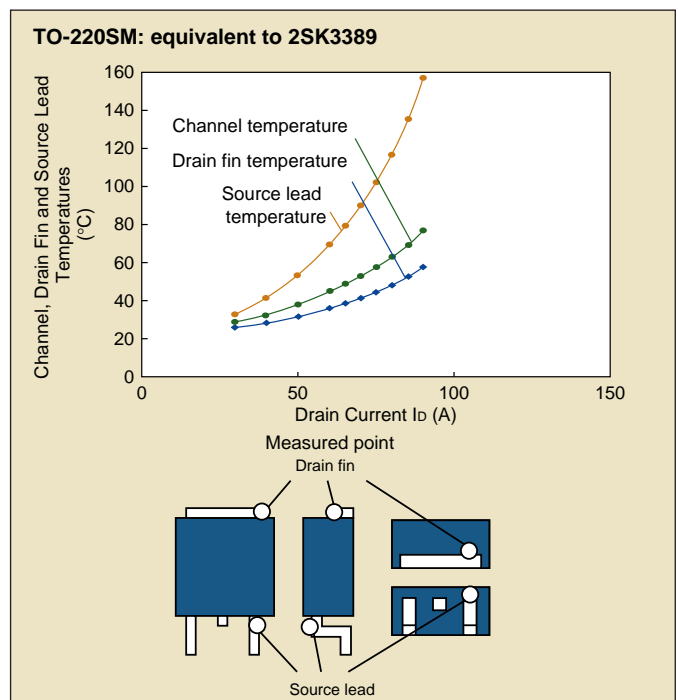 TO-220SM: equivalent to 2SK3389
Channel, Drain Fin and Source Lead
Temperatures
(°C)
160
140
120
100
80
60
40
20
0
Channel temperature
Drain fin temperature
Source lead
temperature
0
50
100
150
Drain Current ID (A)
Measured point
Drain fin
Source lead